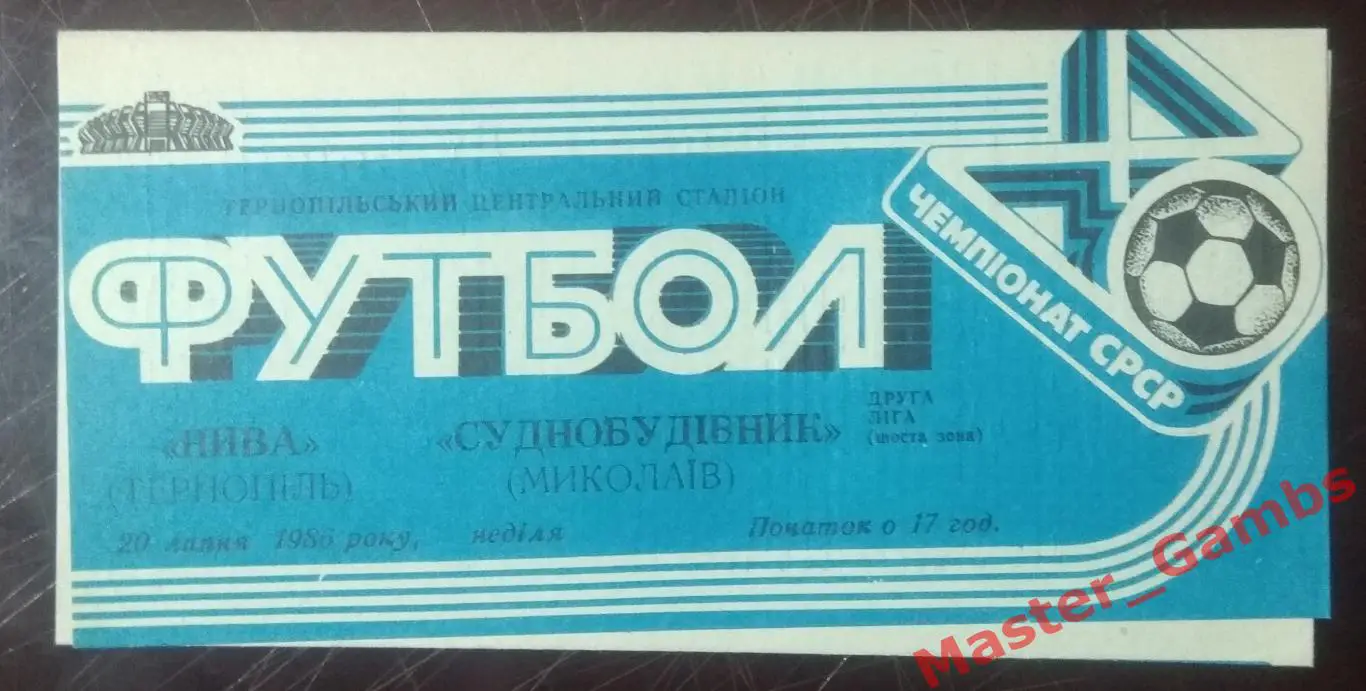 ТЕРНОПІЛЬСЬКИЙ ЦЕНТРАЛЬНИЙ СТАДІОН
ФУТБОЛ
49
ЧЕМПІОНАТ СРСР
«НИВА»
(ТЕРНОПІЛЬ)
«СУДНОБУДІВНИК»
(МИКОЛАЇВ)
ДРУГА
ЛІГА
(шоста зона)
20 липня 1986 року, неділя Початок о 17 год.
Master_Gambs